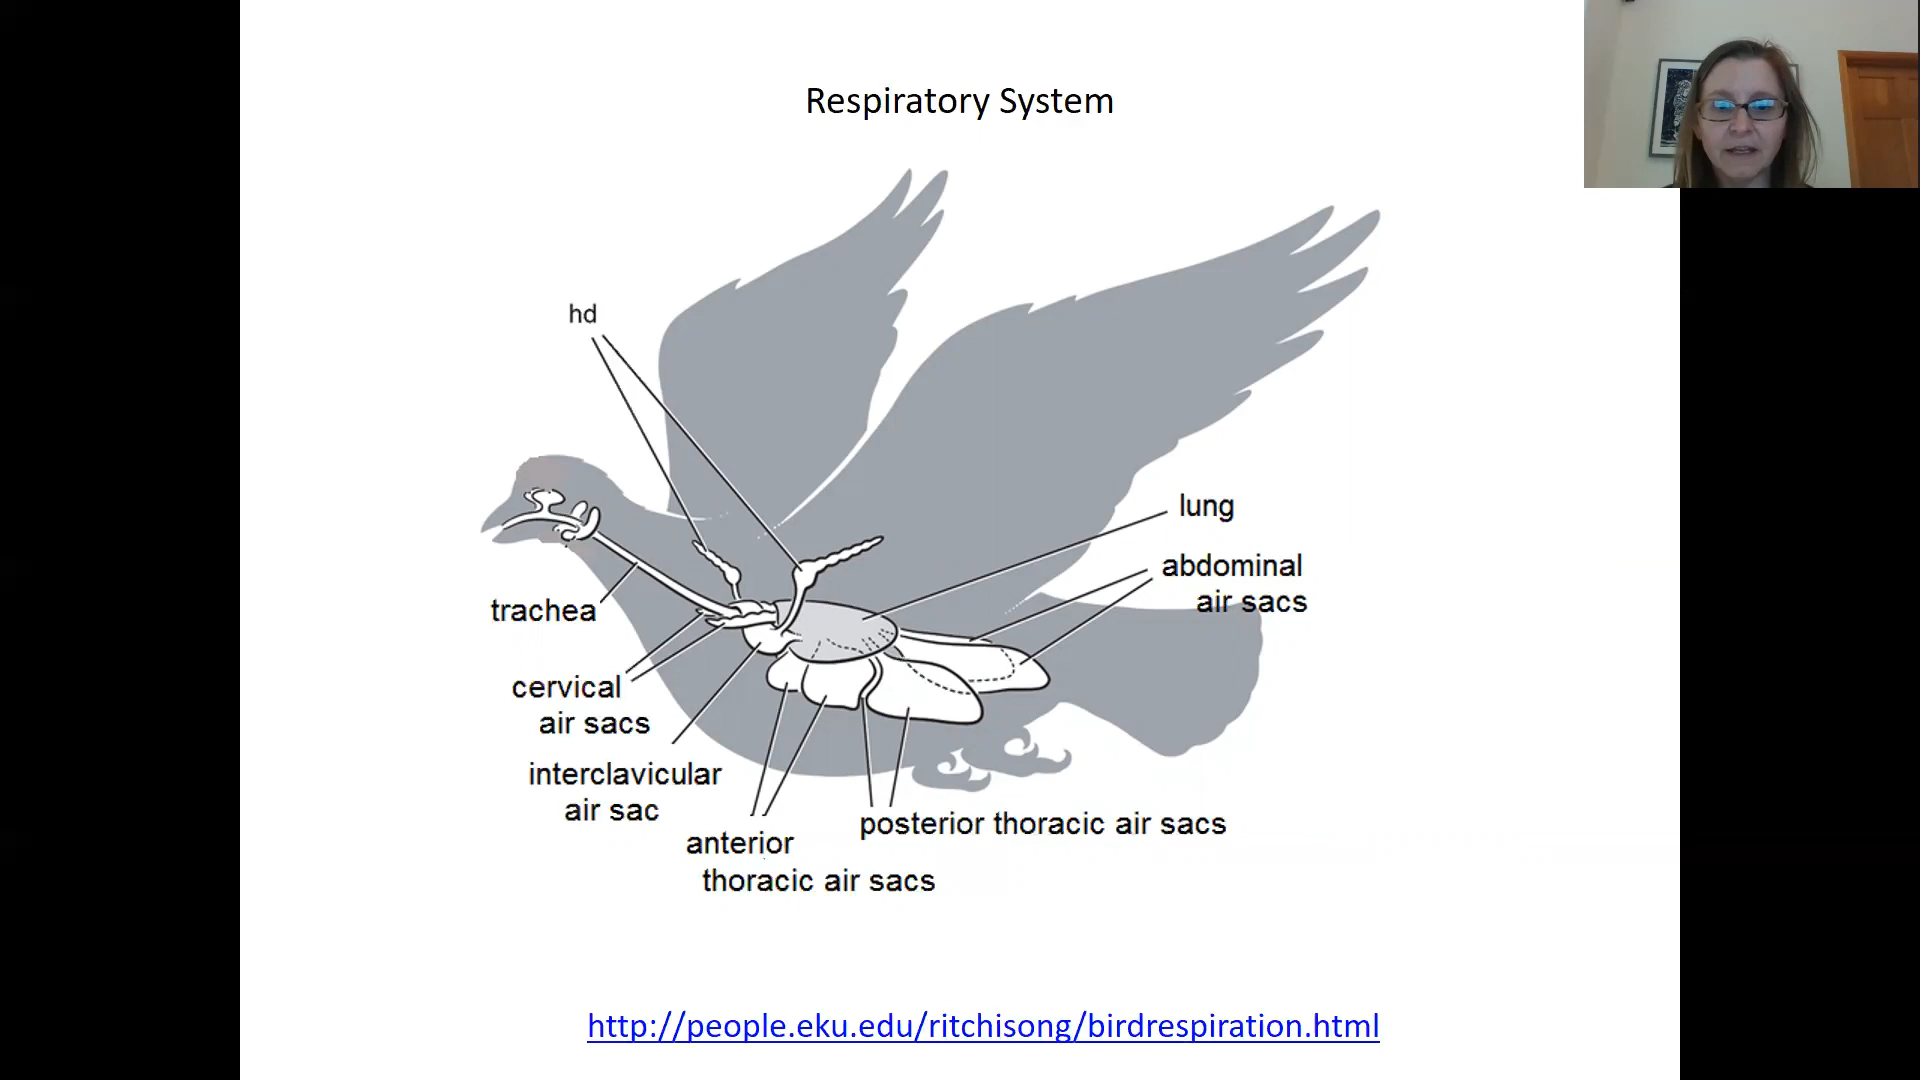 Respiratory System
hd
lung
abdominal
air sacs
trachea
cervical
air sacs
interclavicular
air sac
anterior
thoracic air sacs
posterior thoracic air sacs
http://people.eku.edu/ritchisong/birdrespiration.html